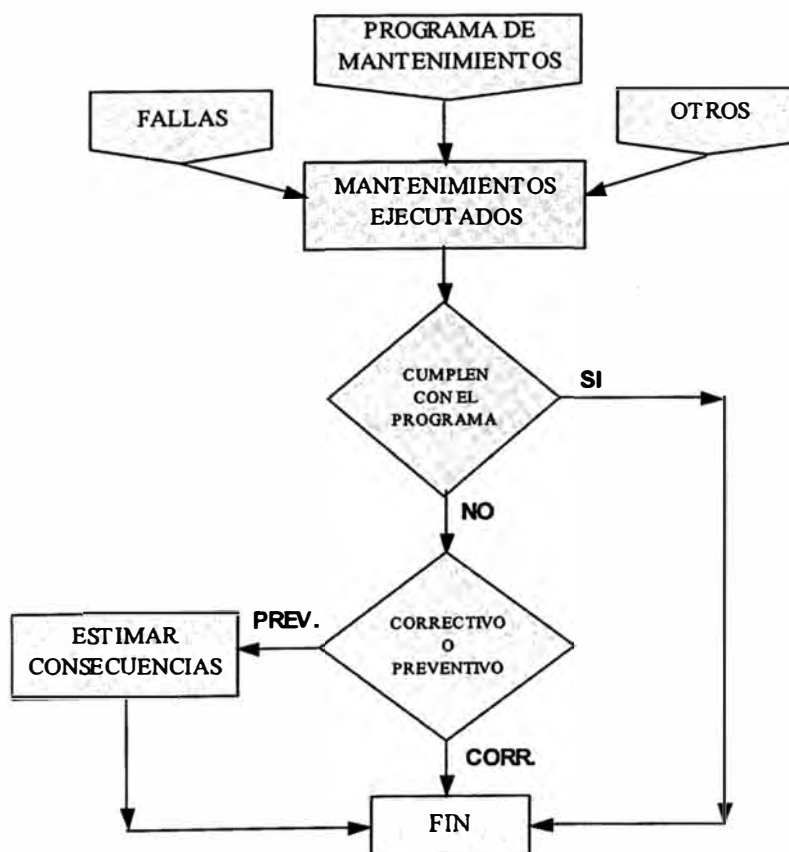 PROGRAMA DE
MANTENIMIENTOS
FALLAS
OTROS
MANTENIMIENTOS
EJECUTADOS
CUMPLEN
CON EL
PROGRAMA
SI
NO
CORRECTIVO
O
PREVENTIVO
PREV.
ESTIMAR
CONSECUENCIAS
CORR.
FIN